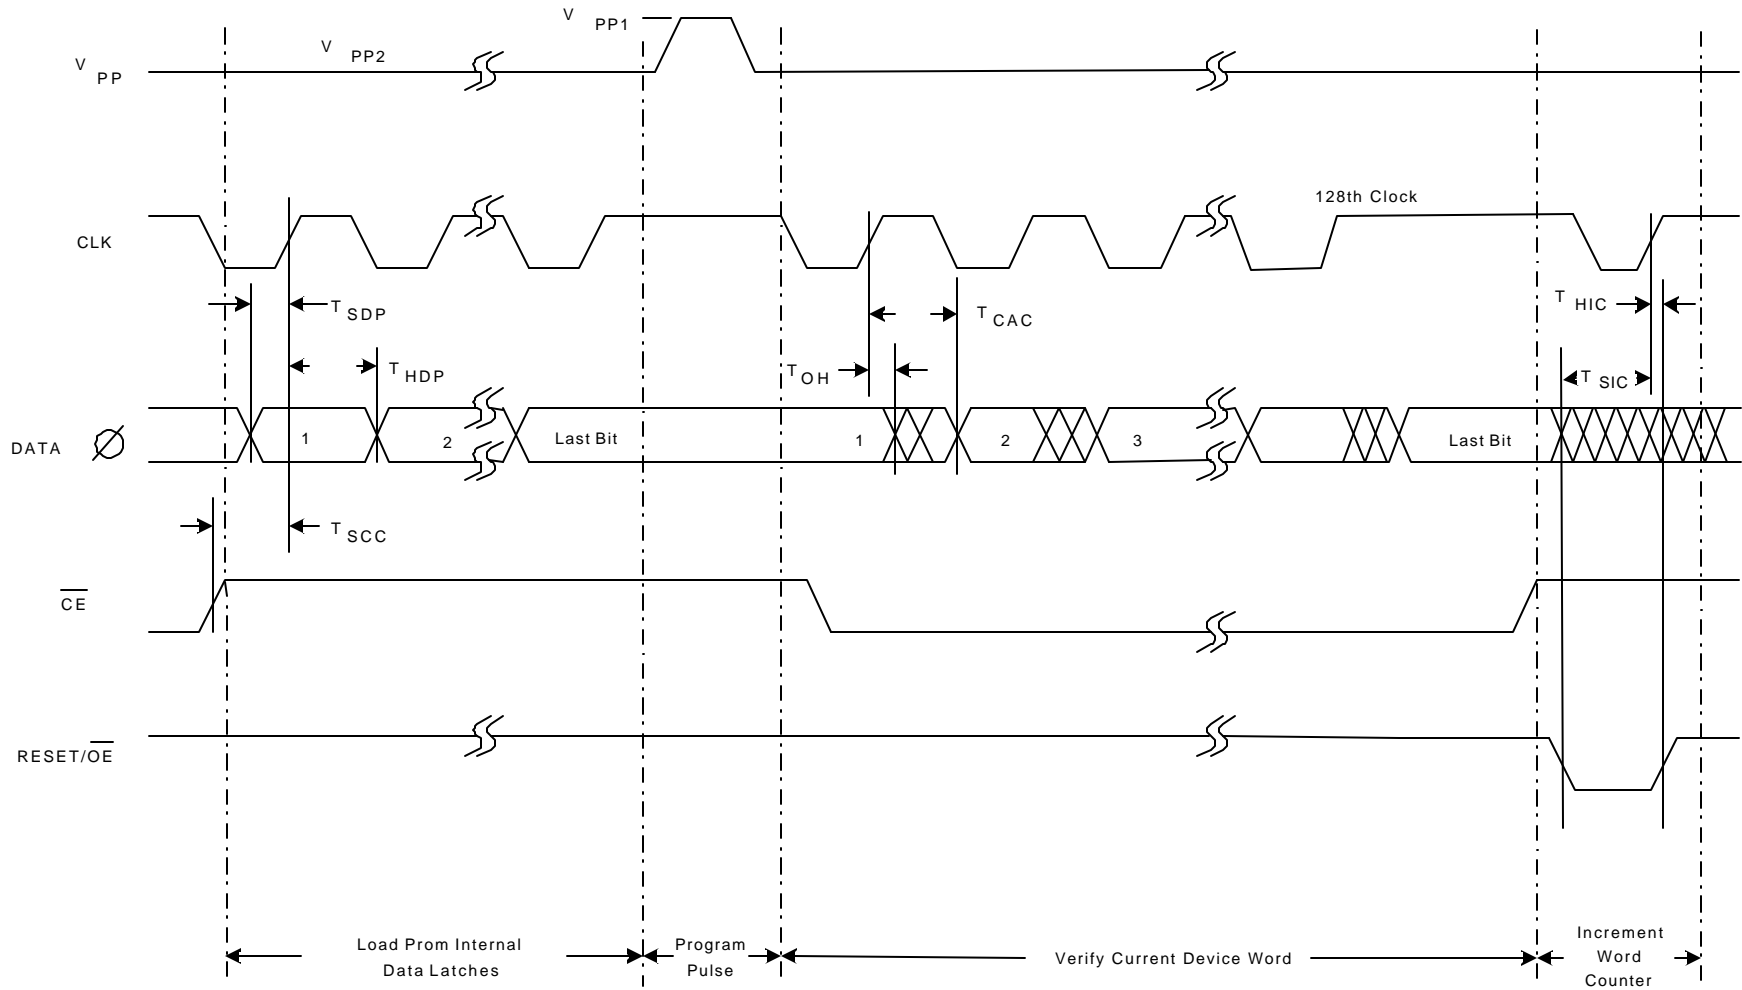 V PP1
V PP2
V PP
128th Clock
CLK
T SDP
T CAC
T HIC
T HDP
T OH
T SIC
DATA Ø
1
2
Last Bit
1
2
3
Last Bit
T SCC
CE
RESET/OE
Load Prom Internal
Data Latches
Program
Pulse
Verify Current Device Word
Increment
Word
Counter